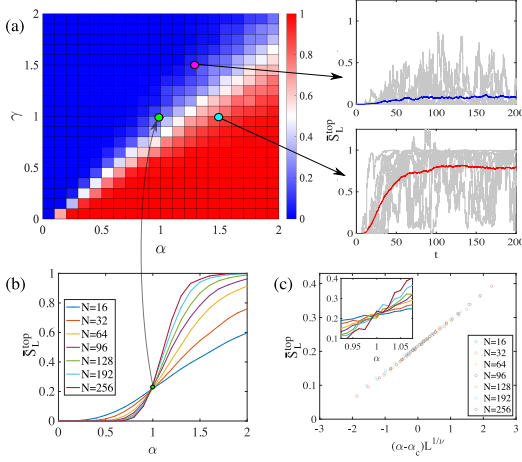 (a)
2
1.5
1
0.5
0
γ
0
0.5
1
1.5
2
α
1
0.8
0.6
0.4
0.2
0
1
0.5
0
0
50
100
150
200
S̄_L^top
1
0.5
0
0
50
100
150
200
t
S̄_L^top
(b)
1
0.8
0.6
0.4
0.2
0
0
0.5
1
1.5
2
α
S̄_L^top
N=16
N=32
N=64
N=96
N=128
N=192
N=256
(c)
0.4
0.3
0.2
0.1
0
-3
-2
-1
0
1
2
3
(α-α_c)L^{1/ν}
S̄_L^top
0.4
0.3
0.2
0.1
0.95
1
1.05
α
N=16
N=32
N=64
N=96
N=128
N=192
N=256